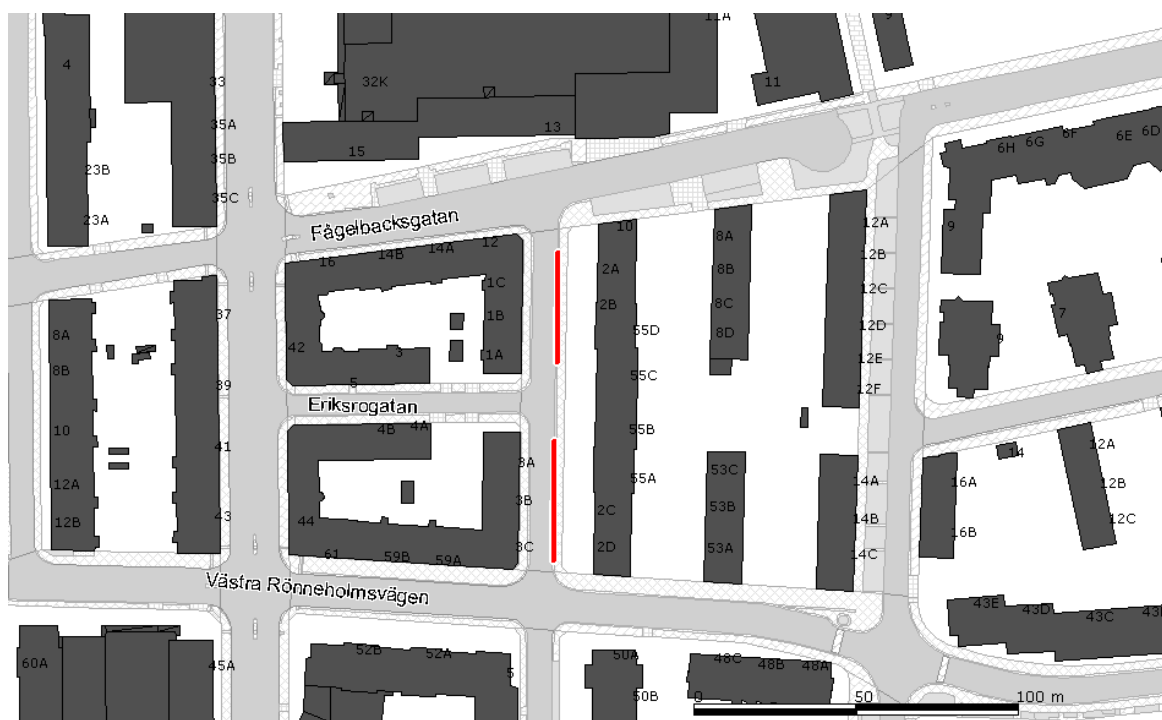 11A
9
4
33
32K
11
35A
13
15
35B
23B
35C
23A
6H
6G
6F
6E
6D
9
12A
12B
12C
12D
12E
12F
Fågelbacksgatan
16
14B
14A
12
10
8A
8B
8C
8D
2A
2B
1C
1B
1A
42
3
5
37
39
8A
8B
55D
55C
55B
55A
7
9
Eriksrogatan
4B
4A
10
41
12A
12B
43
3A
3B
3C
44
61
59B
59A
2C
2D
53C
53B
53A
14A
14B
14C
14
16A
16B
12A
12B
12C
Västra Rönneholmsvägen
43E
43D
43C
60A
45A
52B
52A
5
50A
50B
48C
48B
48A
0
50
100 m